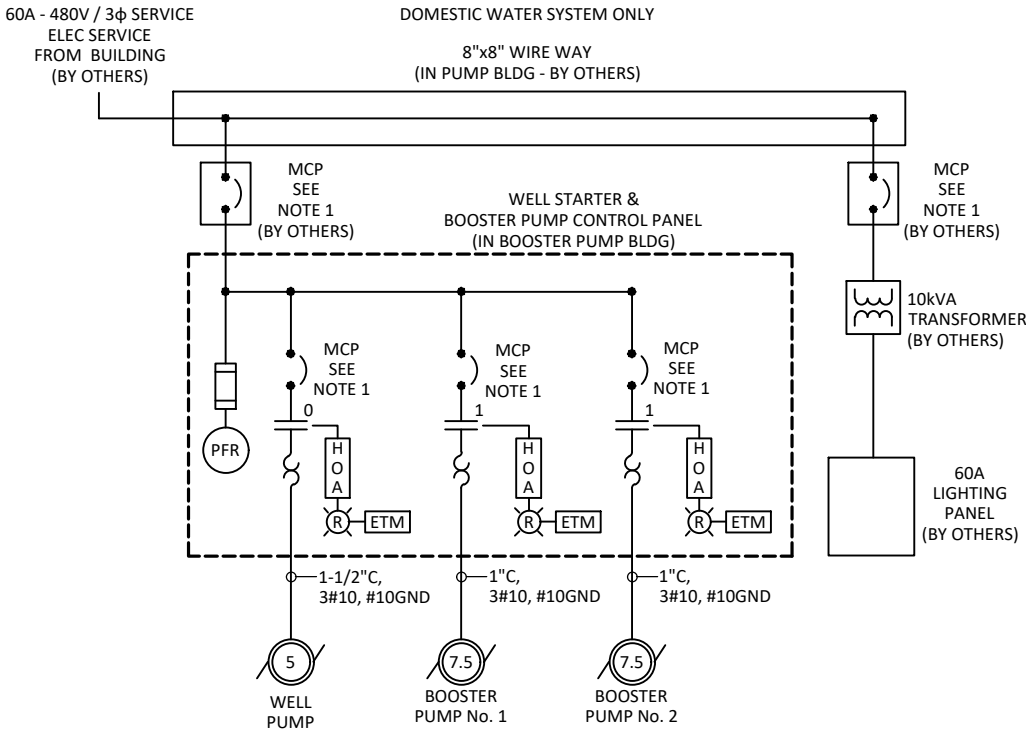 60A - 480V / 3ϕ SERVICE
ELEC SERVICE
FROM BUILDING
(BY OTHERS)
DOMESTIC WATER SYSTEM ONLY
8"x8" WIRE WAY
(IN PUMP BLDG - BY OTHERS)
MCP
SEE
NOTE 1
(BY OTHERS)
WELL STARTER &
BOOSTER PUMP CONTROL PANEL
(IN BOOSTER PUMP BLDG)
MCP
SEE
NOTE 1
(BY OTHERS)
10kVA
TRANSFORMER
(BY OTHERS)
60A
LIGHTING
PANEL
(BY OTHERS)
PFR
MCP
SEE
NOTE 1
0
H
O
A
R
ETM
MCP
SEE
NOTE 1
1
H
O
A
R
ETM
MCP
SEE
NOTE 1
1
H
O
A
R
ETM
1-1/2"C,
3#10, #10GND
1"C,
3#10, #10GND
1"C,
3#10, #10GND
5
WELL
PUMP
7.5
BOOSTER
PUMP No. 1
7.5
BOOSTER
PUMP No. 2